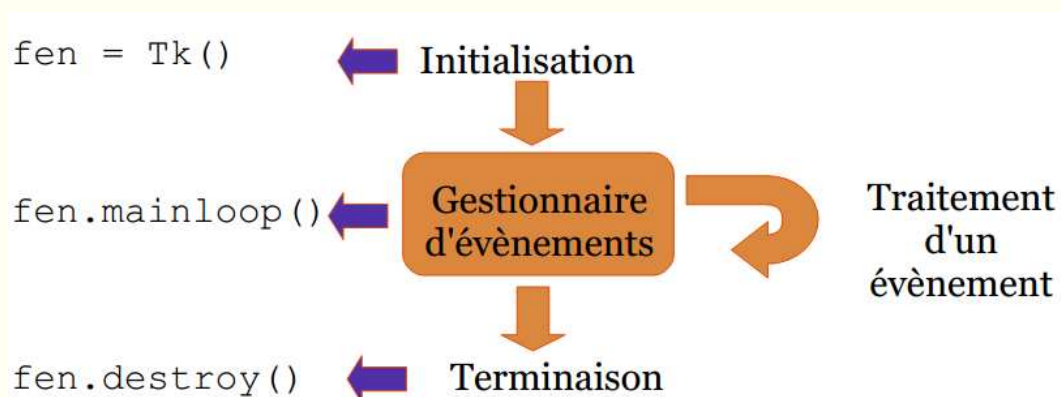 fen = Tk()
Initialisation
fen.mainloop()
Gestionnaire
d'évènements
Traitement
d'un
évènement
fen.destroy()
Terminaison